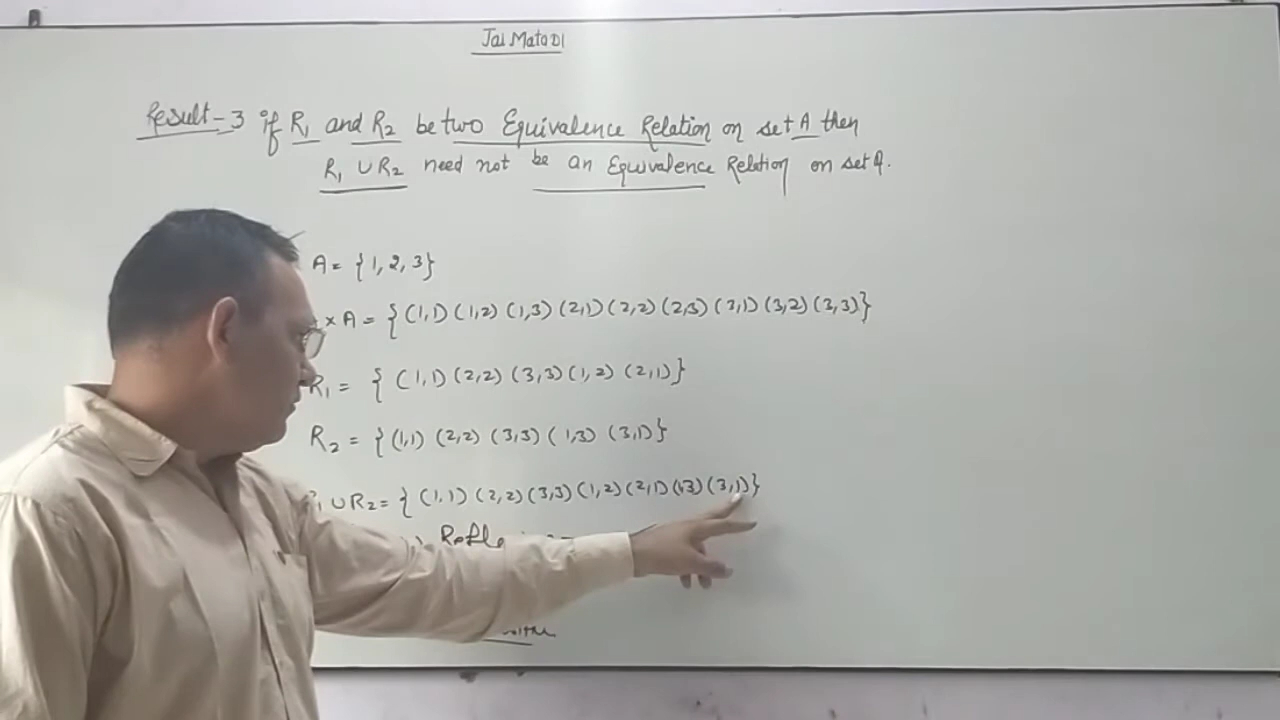 Jai Mata DI
Result-3 if R₁ and R₂ be two Equivalence Relation on set A then
R₁ ∪ R₂ need not be an Equivalence Relation on set A.
A = {1, 2, 3}
× A = {(1,1) (1,2) (1,3) (2,1) (2,2) (2,3) (3,1) (3,2) (3,3)}
R₁ = {(1,1) (2,2) (3,3) (1,2) (2,1)}
R₂ = {(1,1) (2,2) (3,3) (1,3) (3,1)}
₁ ∪ R₂ = {(1,1) (2,2) (3,3) (1,2) (2,1) (1,3) (3,1)}